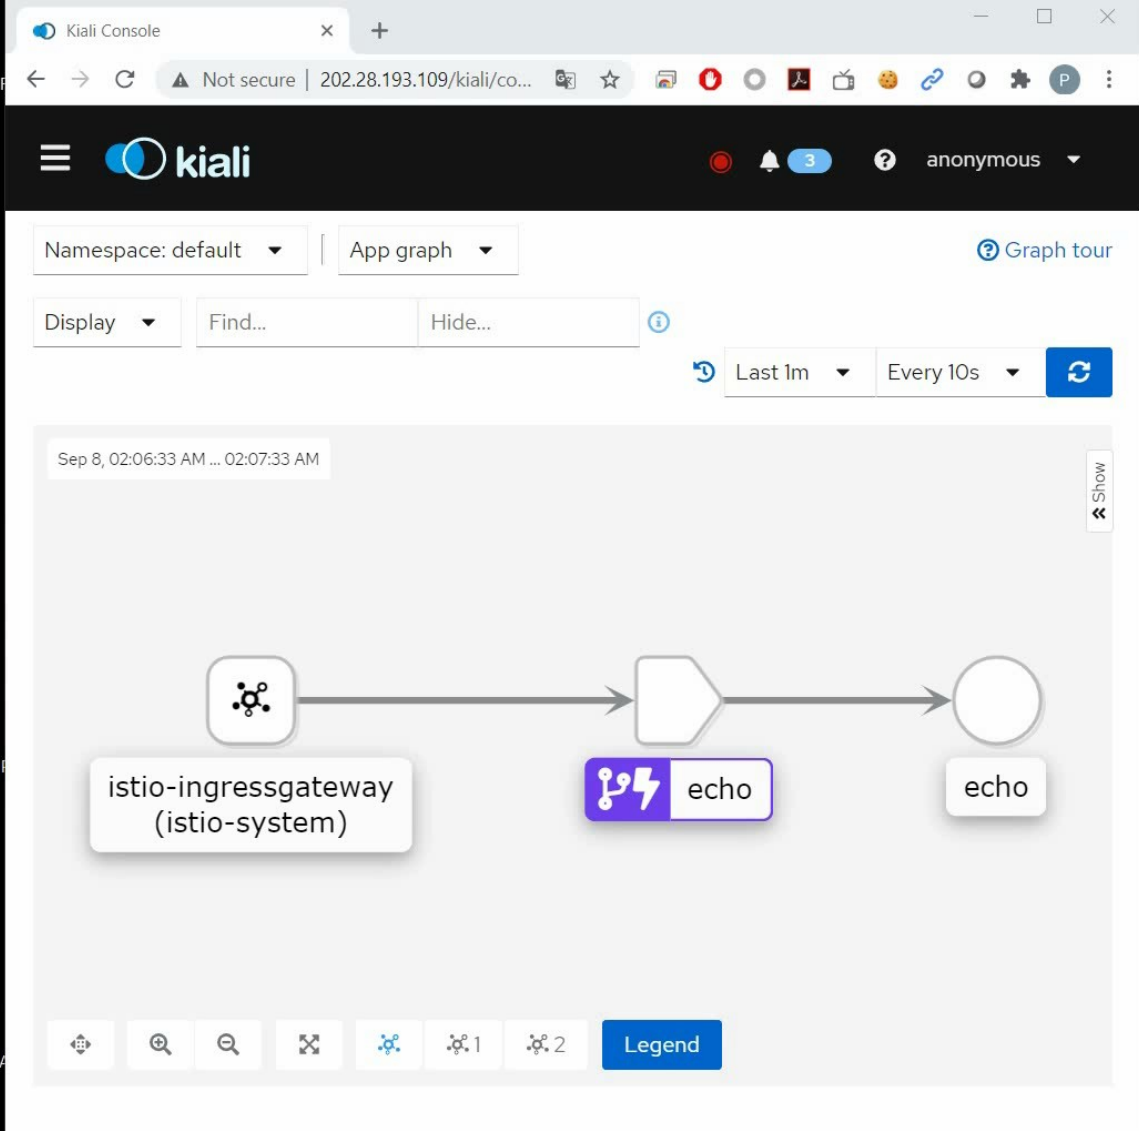 Kiali Console
Not secure | 202.28.193.109/kiali/co...
P
kiali
3
anonymous
Namespace: default
App graph
Graph tour
Display
Find...
Hide...
Last 1m
Every 10s
Sep 8, 02:06:33 AM ... 02:07:33 AM
Show
istio-ingressgateway
(istio-system)
echo
echo
1
2
Legend